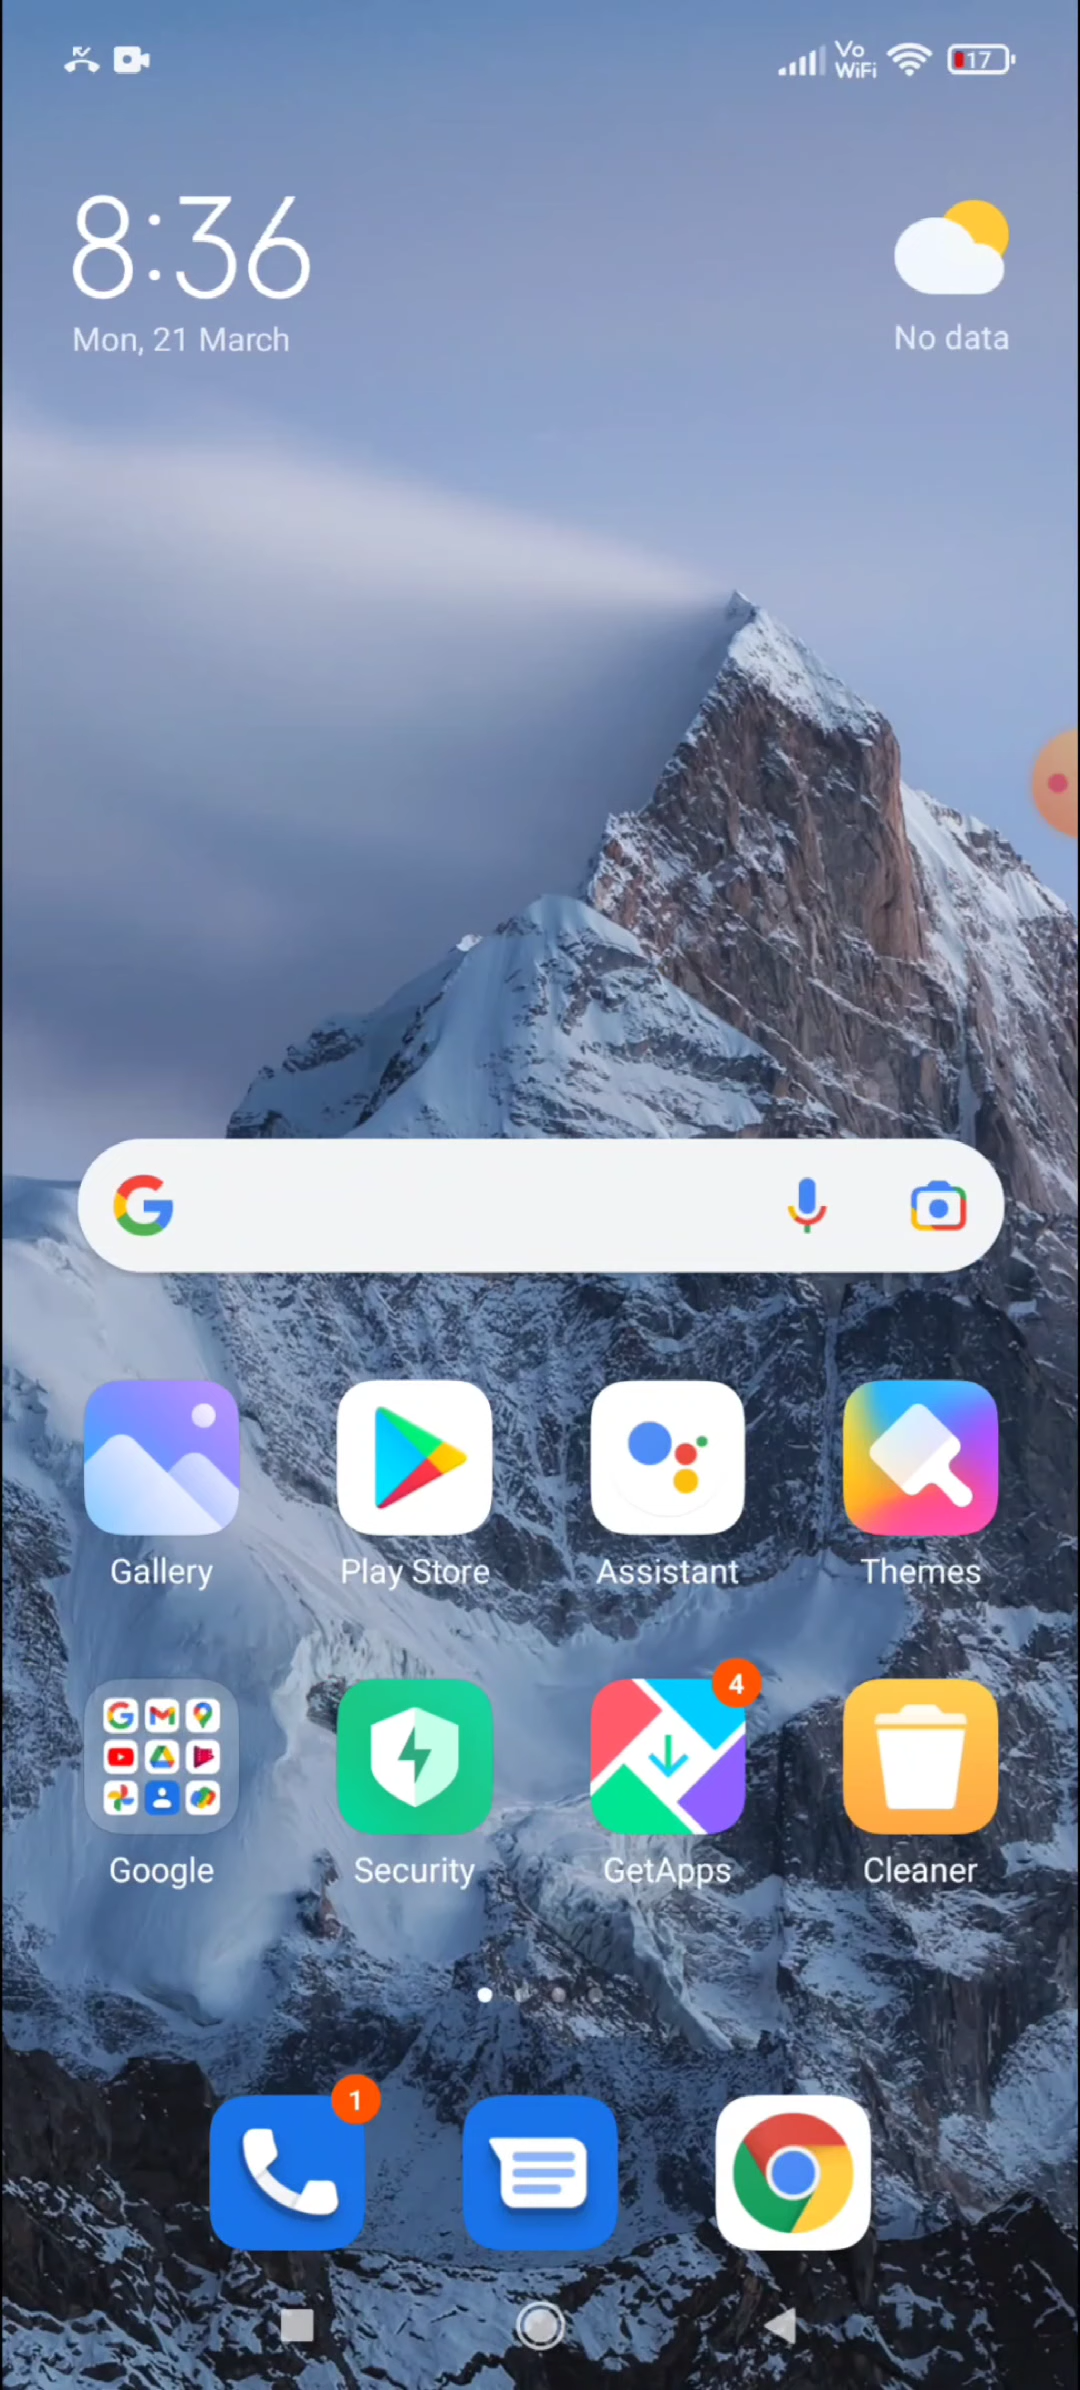 Vo
WiFi
17
8:36
Mon, 21 March
No data
Gallery
Play Store
Assistant
Themes
4
Google
Security
GetApps
Cleaner
1